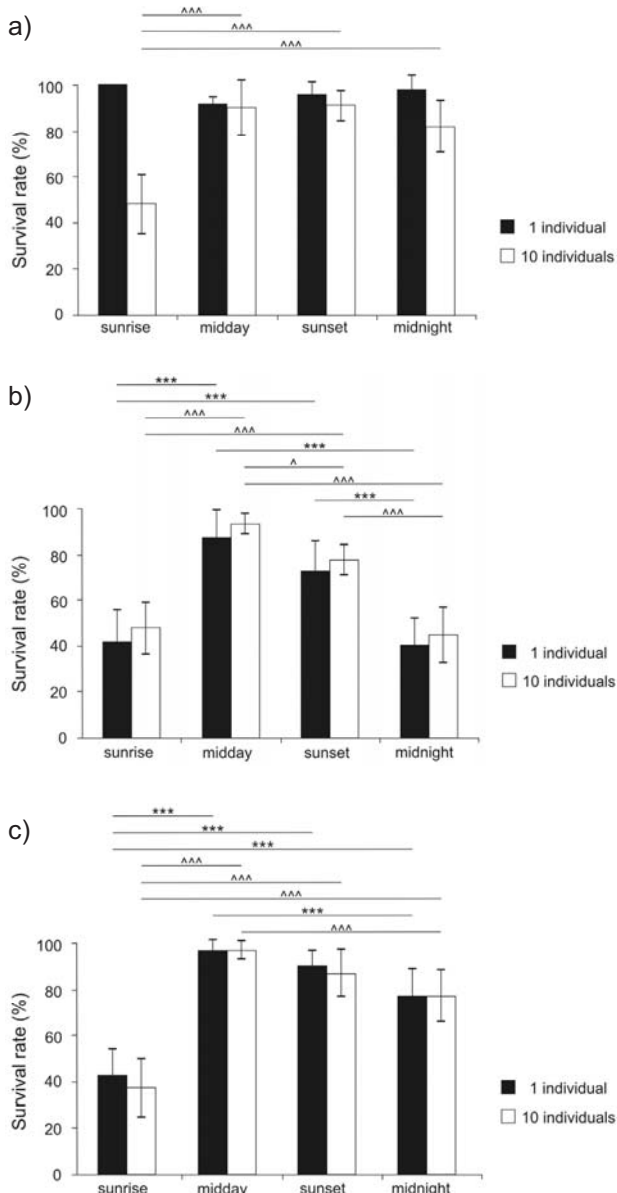 a)
^^^
^^^
^^^
Survival rate (%)
100
80
60
40
20
0
sunrise midday sunset midnight
1 individual
10 individuals
b)
***
***
^^^
^^^
***
^
^^^
***
^^^
Survival rate (%)
100
80
60
40
20
0
sunrise midday sunset midnight
1 individual
10 individuals
c)
***
***
***
^^^
^^^
^^^
***
^^^
Survival rate (%)
100
80
60
40
20
0
sunrise midday sunset midnight
1 individual
10 individuals